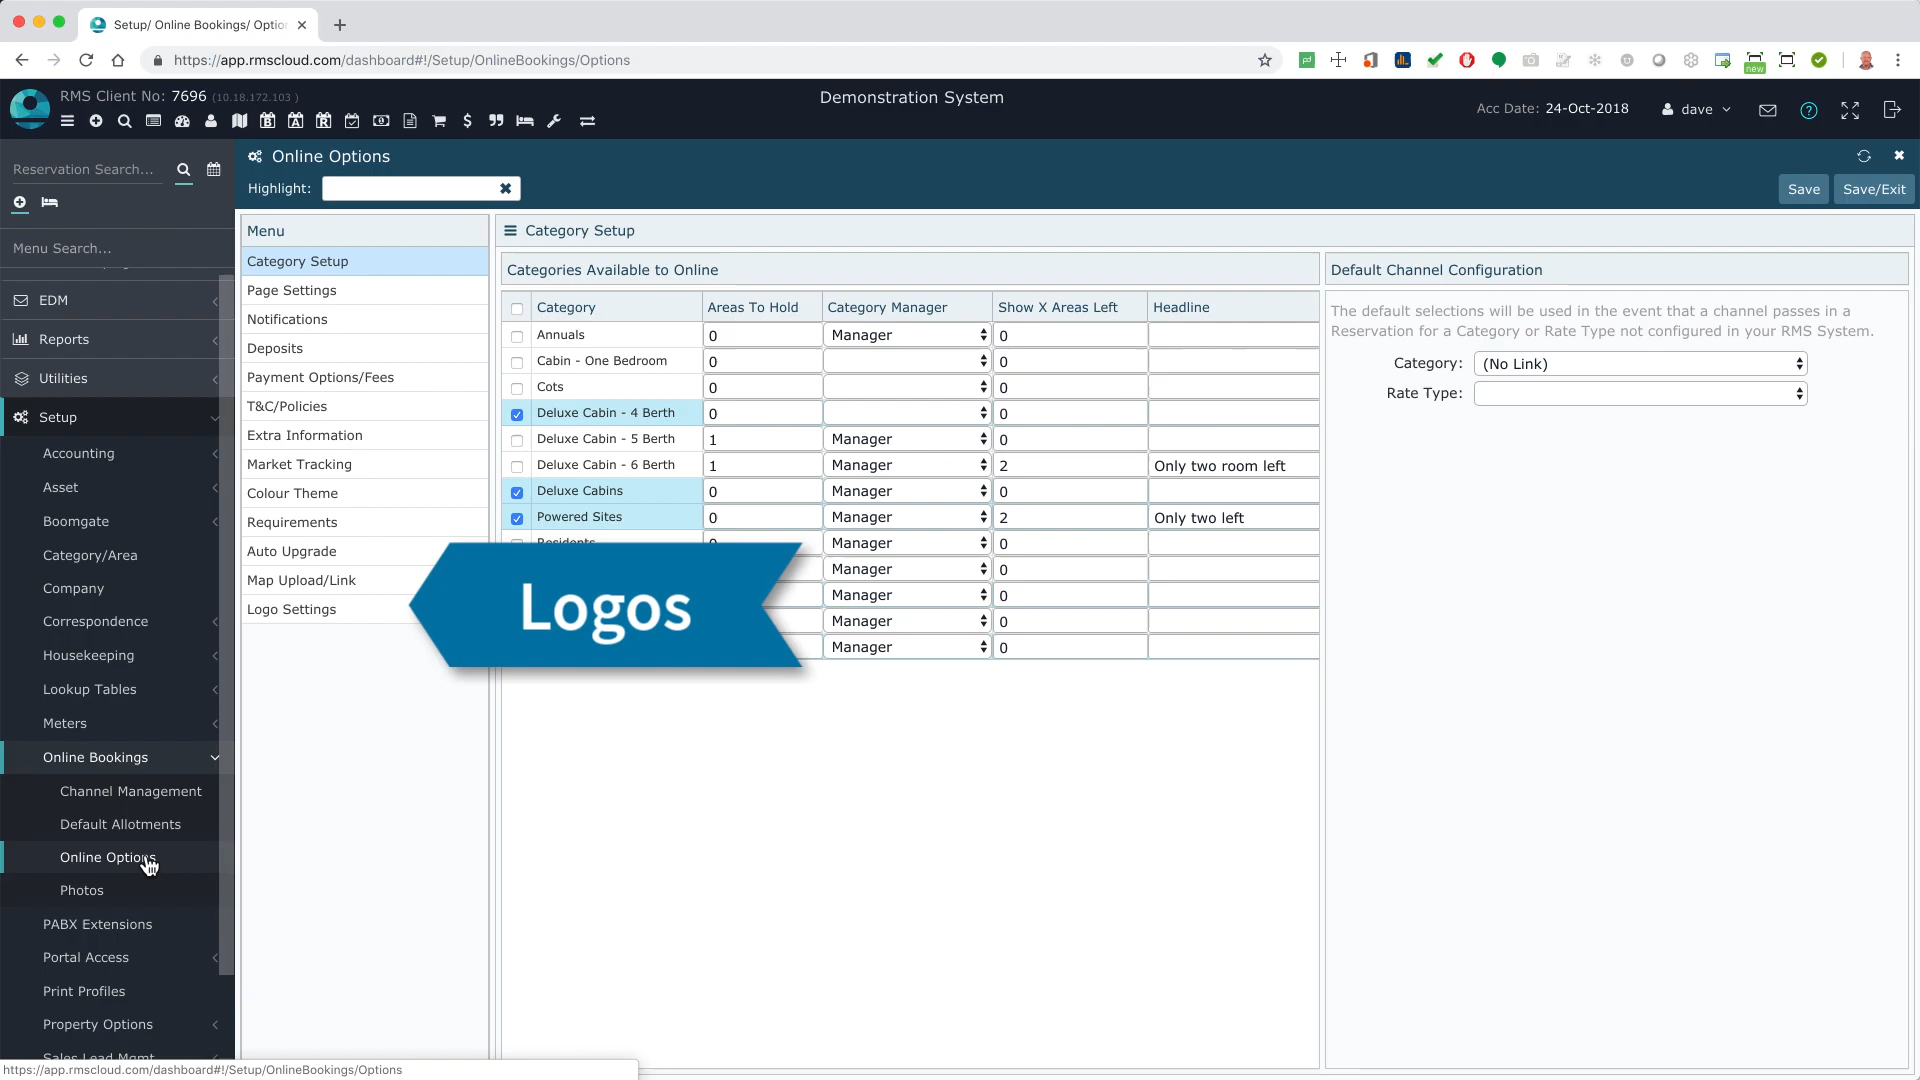 Setup/ Online Bookings/ Optio
https://app.rmscloud.com/dashboard#!/Setup/OnlineBookings/Options
new
RMS Client No: 7696 (10.18.172.103 )
Demonstration System
Acc Date: 24-Oct-2018
dave
Reservation Search...
Menu Search...
EDM
Reports
Utilities
Setup
Accounting
Asset
Boomgate
Category/Area
Company
Correspondence
Housekeeping
Lookup Tables
Meters
Online Bookings
Channel Management
Default Allotments
Online Options
Photos
PABX Extensions
Portal Access
Print Profiles
Property Options
Sales Lead Mgmt
https://app.rmscloud.com/dashboard#!/Setup/OnlineBookings/Options
Online Options
Highlight:
Save
Save/Exit
Menu
Category Setup
Page Settings
Notifications
Deposits
Payment Options/Fees
T&C/Policies
Extra Information
Market Tracking
Colour Theme
Requirements
Auto Upgrade
Map Upload/Link
Logo Settings
Logos
Category Setup
Categories Available to Online
Category Areas To Hold Category Manager Show X Areas Left Headline
Annuals 0 Manager 0
Cabin - One Bedroom 0 0
Cots 0 0
Deluxe Cabin - 4 Berth 0 0
Deluxe Cabin - 5 Berth 1 Manager 0
Deluxe Cabin - 6 Berth 1 Manager 2 Only two room left
Deluxe Cabins 0 Manager 0
Powered Sites 0 Manager 2 Only two left
Residents 0 Manager 0
Manager 0
Manager 0
Manager 0
Manager 0
Default Channel Configuration
The default selections will be used in the event that a channel passes in a
Reservation for a Category or Rate Type not configured in your RMS System.
Category: (No Link)
Rate Type: